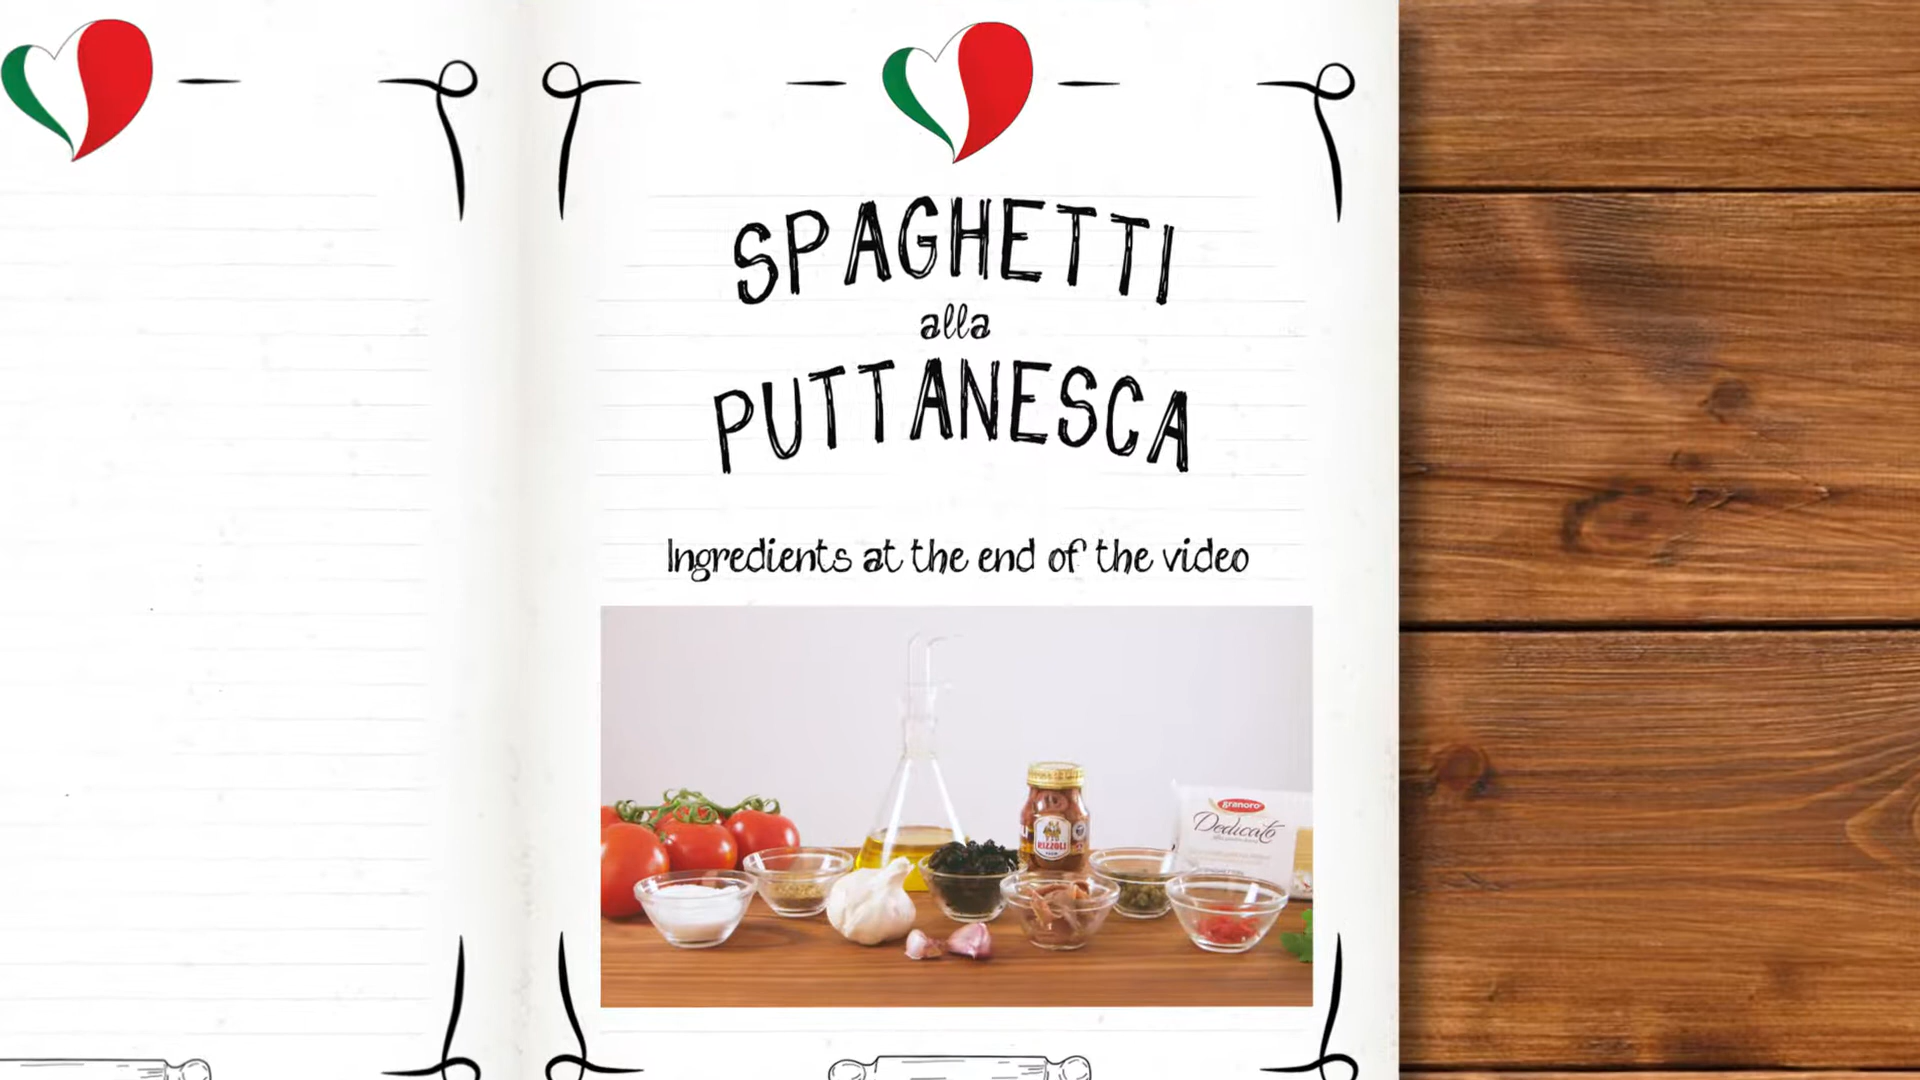 SPAGHETTI
alla
PUTTANESCA
Ingredients at the end of the video
granoro
Dedicato
RIZZOLI